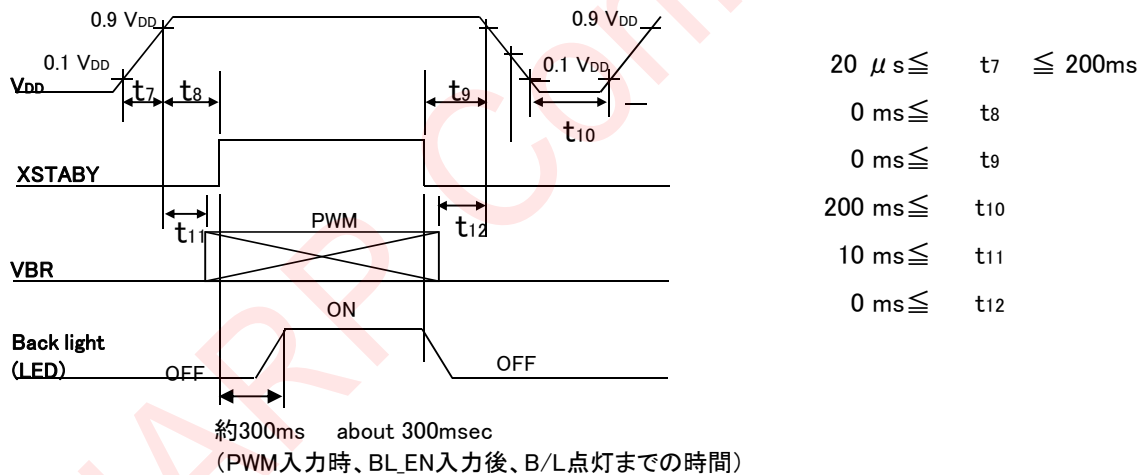 0.9 VDD
0.9 VDD
0.1 VDD
0.1 VDD
VDD
t7 t8 t9
t10
XSTABY
t11
PWM
t12
VBR
ON
Back light
(LED)
OFF
OFF
約300ms about 300msec
(PWM入力時、BL_EN入力後、B/L点灯までの時間)
20 μs≦ t7 ≦ 200ms
0 ms≦ t8
0 ms≦ t9
200 ms≦ t10
10 ms≦ t11
0 ms≦ t12